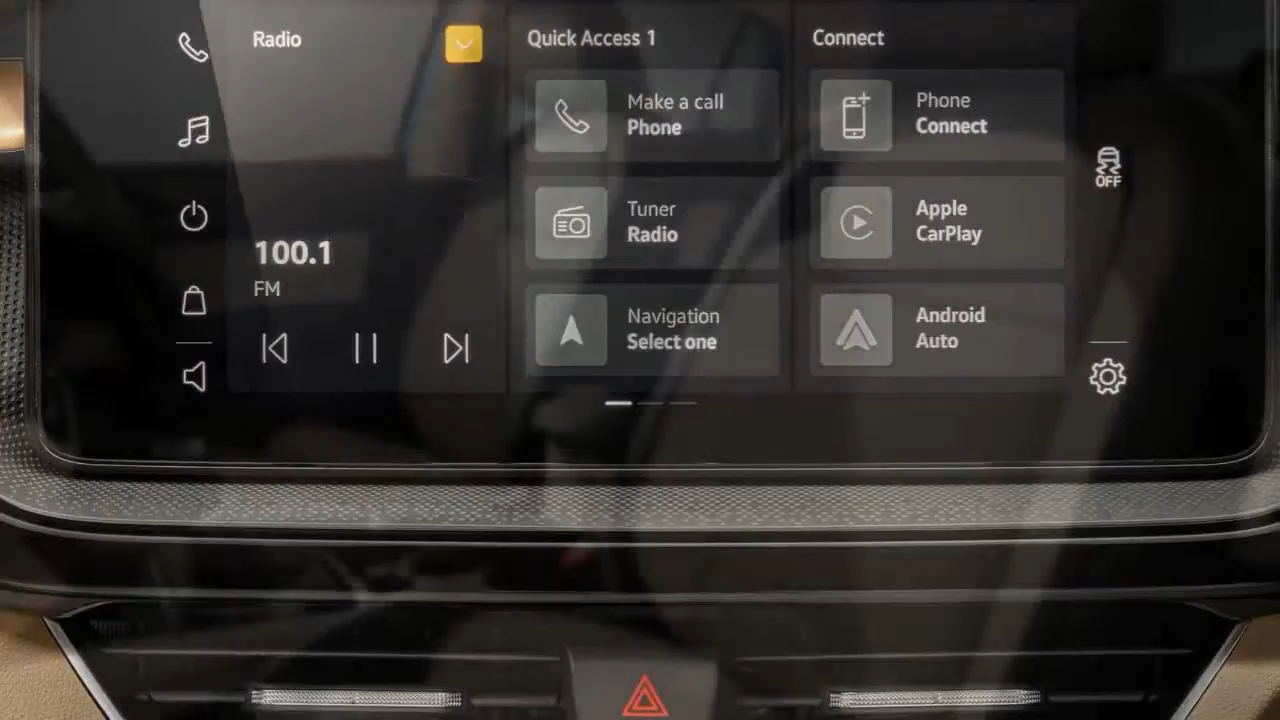 Radio
100.1
FM
Quick Access 1
Make a call
Phone
Tuner
Radio
Navigation
Select one
Connect
Phone
Connect
Apple
CarPlay
Android
Auto
OFF